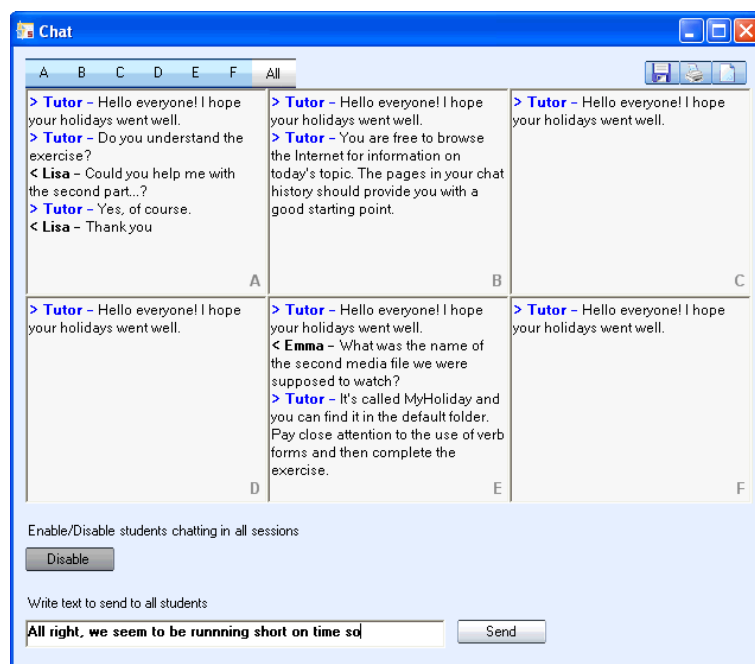 Chat
A B C D E F All
> Tutor – Hello everyone! I hope
your holidays went well.
> Tutor – Do you understand the
exercise?
< Lisa – Could you help me with
the second part...?
> Tutor – Yes, of course.
< Lisa – Thank you
A
> Tutor – Hello everyone! I hope
your holidays went well.
> Tutor – You are free to browse
the Internet for information on
today's topic. The pages in your chat
history should provide you with a
good starting point.
B
> Tutor – Hello everyone! I hope
your holidays went well.
C
> Tutor – Hello everyone! I hope
your holidays went well.
D
> Tutor – Hello everyone! I hope
your holidays went well.
< Emma – What was the name of
the second media file we were
supposed to watch?
> Tutor – It's called MyHoliday and
you can find it in the default folder.
Pay close attention to the use of verb
forms and then complete the
exercise.
E
> Tutor – Hello everyone! I hope
your holidays went well.
F
Enable/Disable students chatting in all sessions
Disable
Write text to send to all students
All right, we seem to be runnning short on time so
Send